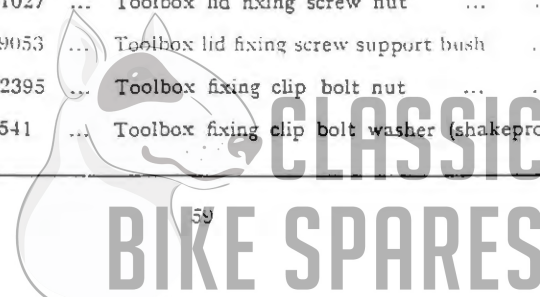 1027 ... Toolbox lid fixing screw nut ... .
9053 ... Toolbox lid fixing screw support bush .
2395 ... Toolbox fixing clip bolt nut ... .
541 ... Toolbox fixing clip bolt washer (shakepro
59
CLASSIC
BIKE SPARES